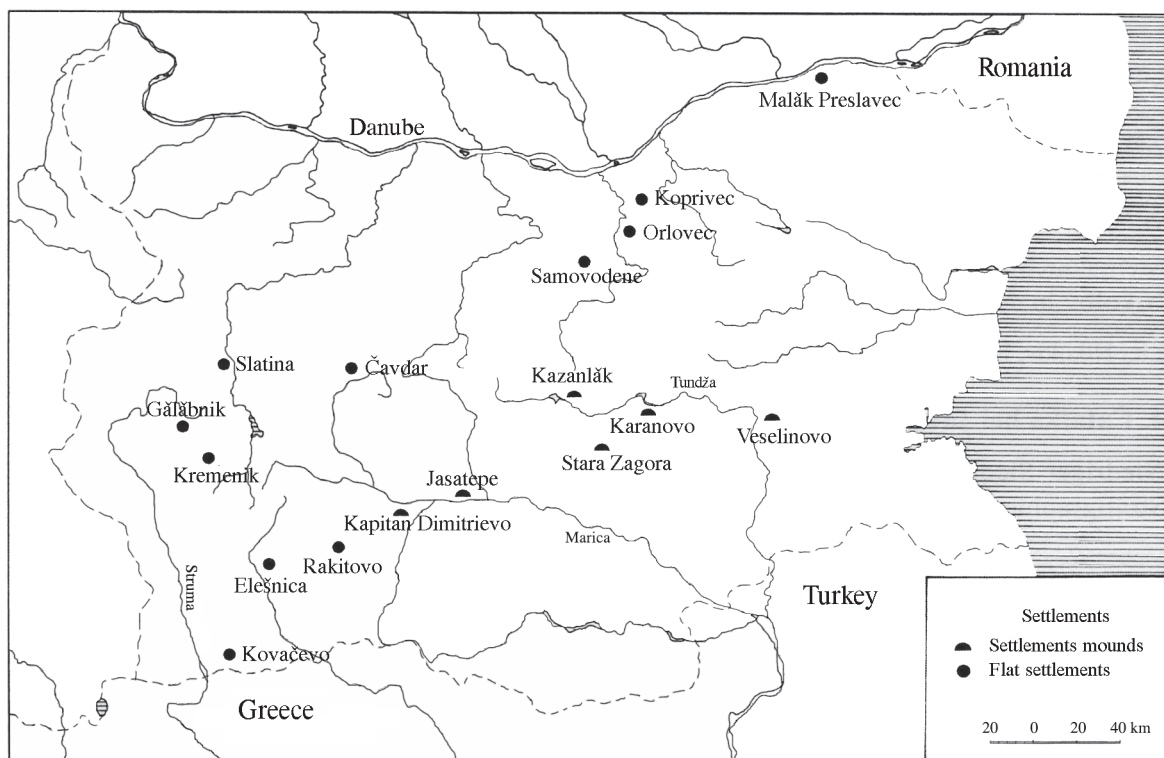 Romania
Malăk Preslavec
Danube
Koprivec
Orlovec
Samovodene
Slatina
Čavdar
Kazanlăk
Tundža
Gălăbnik
Karanovo
Veselinovo
Kremenik
Stara Zagora
Jasatepe
Kapitan Dimitrievo
Marica
Rakitovo
Elešnica
Struma
Turkey
Kovačevo
Greece
Settlements
Settlements mounds
Flat settlements
20 0 20 40 km